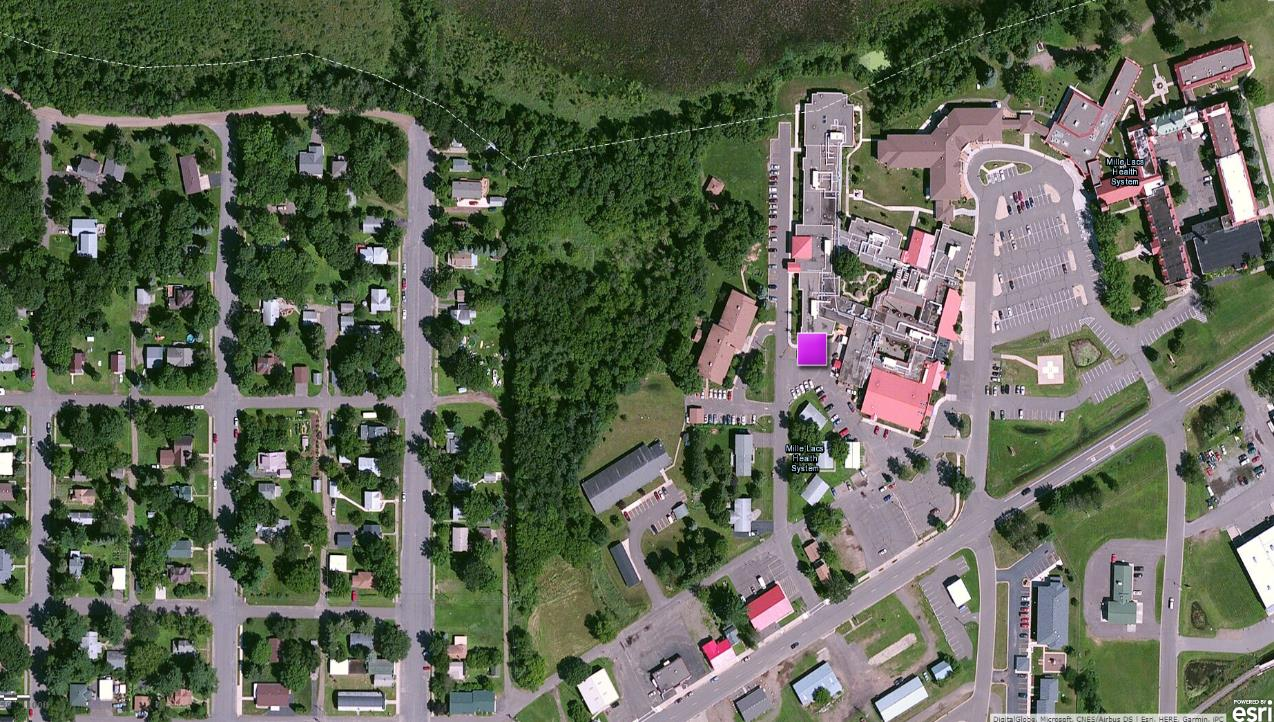 Mille Lacs
Health
System
Mille Lacs
Health
System
POWERED BY
esri
DigitalGlobe, Microsoft, CNES/Airbus DS | Esri, HERE, Garmin, PC